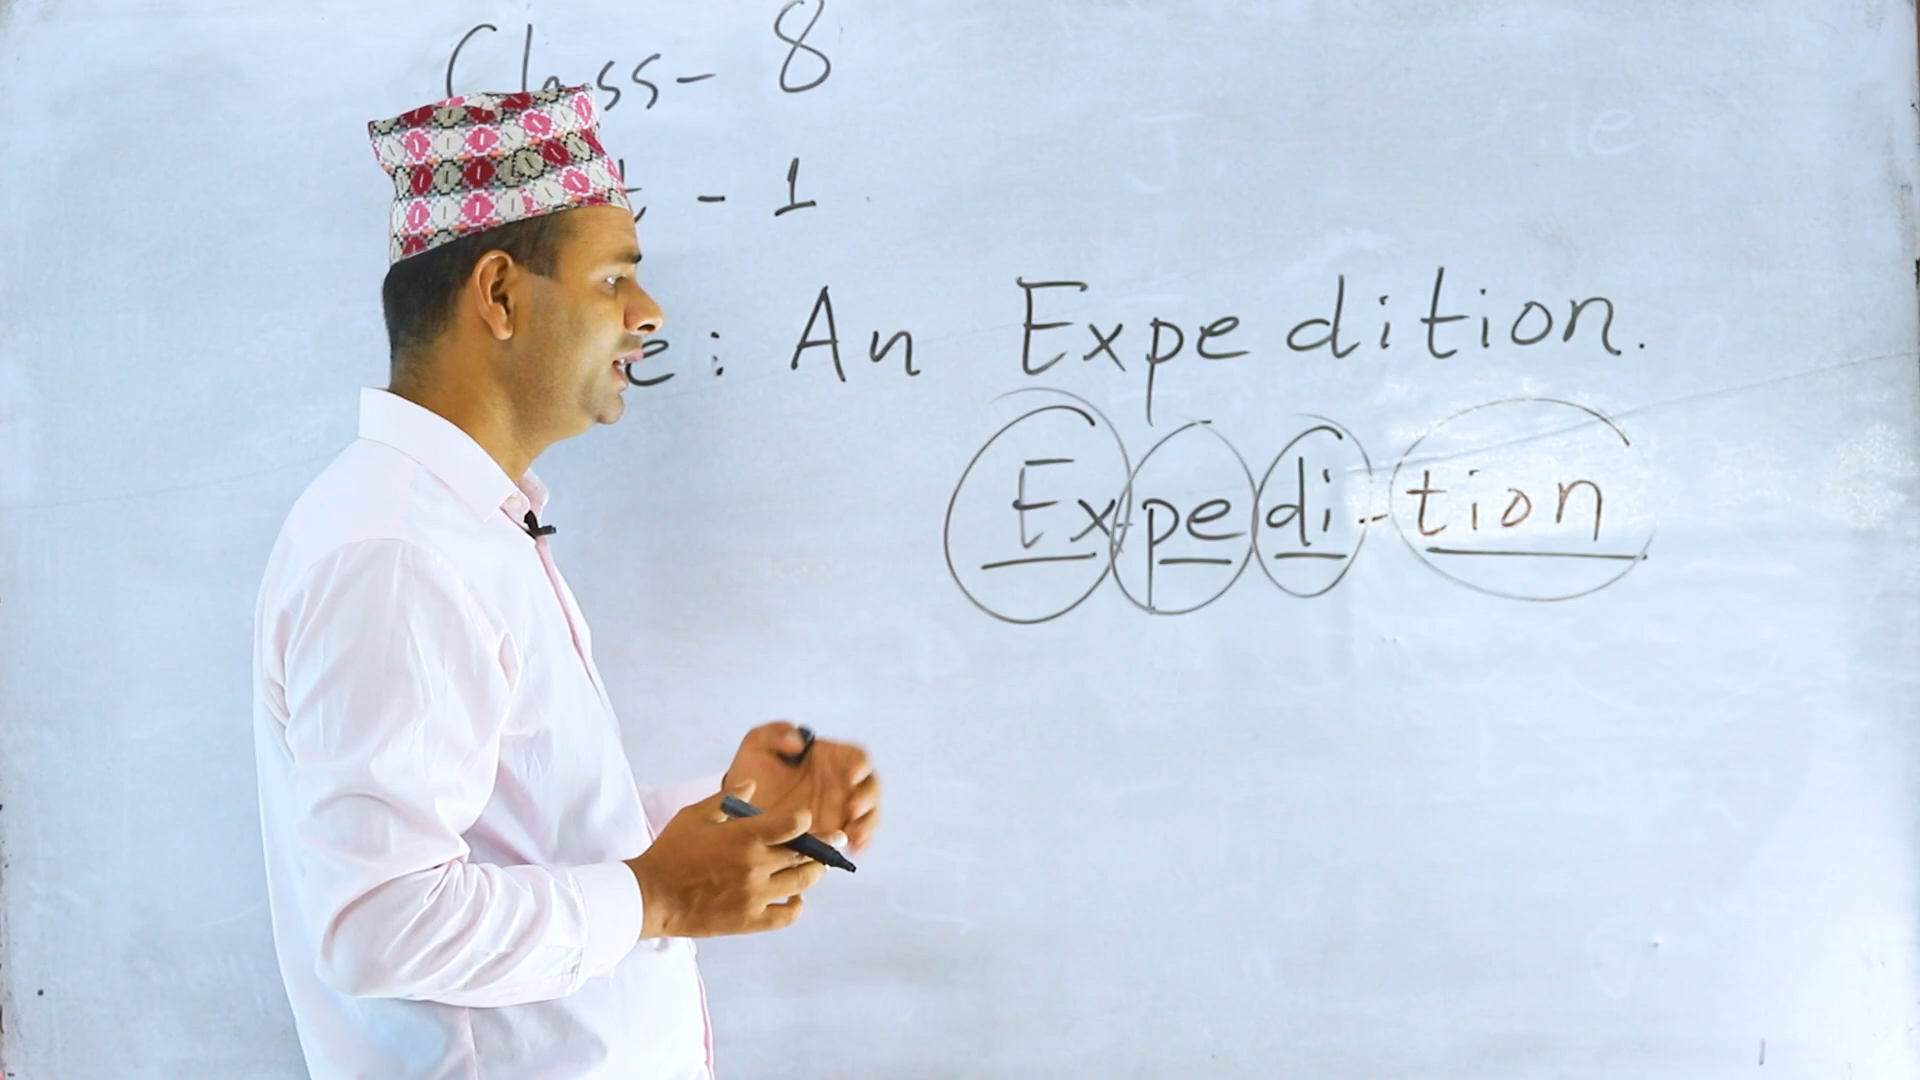 Class- 8
- 1
: An Expedition.
Ex-pe di-tion